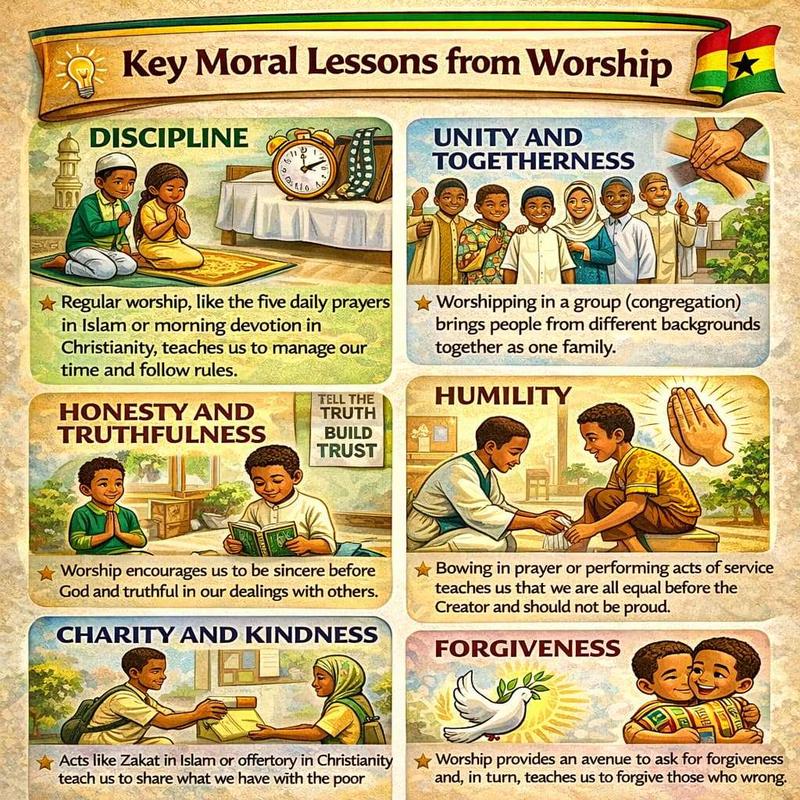 Key Moral Lessons from Worship
DISCIPLINE
Regular worship, like the five daily prayers
in Islam or morning devotion in
Christianity, teaches us to manage our
time and follow rules.
UNITY AND
TOGETHERNESS
Worshipping in a group (congregation)
brings people from different backgrounds
together as one family.
HONESTY AND
TRUTHFULNESS
TELL THE
TRUTH
BUILD
TRUST
Worship encourages us to be sincere before
God and truthful in our dealings with others.
HUMILITY
Bowing in prayer or performing acts of service
teaches us that we are all equal before the
Creator and should not be proud.
CHARITY AND KINDNESS
Acts like Zakat in Islam or offertory in Christianity
teach us to share what we have with the poor
FORGIVENESS
Worship provides an avenue to ask for forgiveness
and, in turn, teaches us to forgive those who wrong.